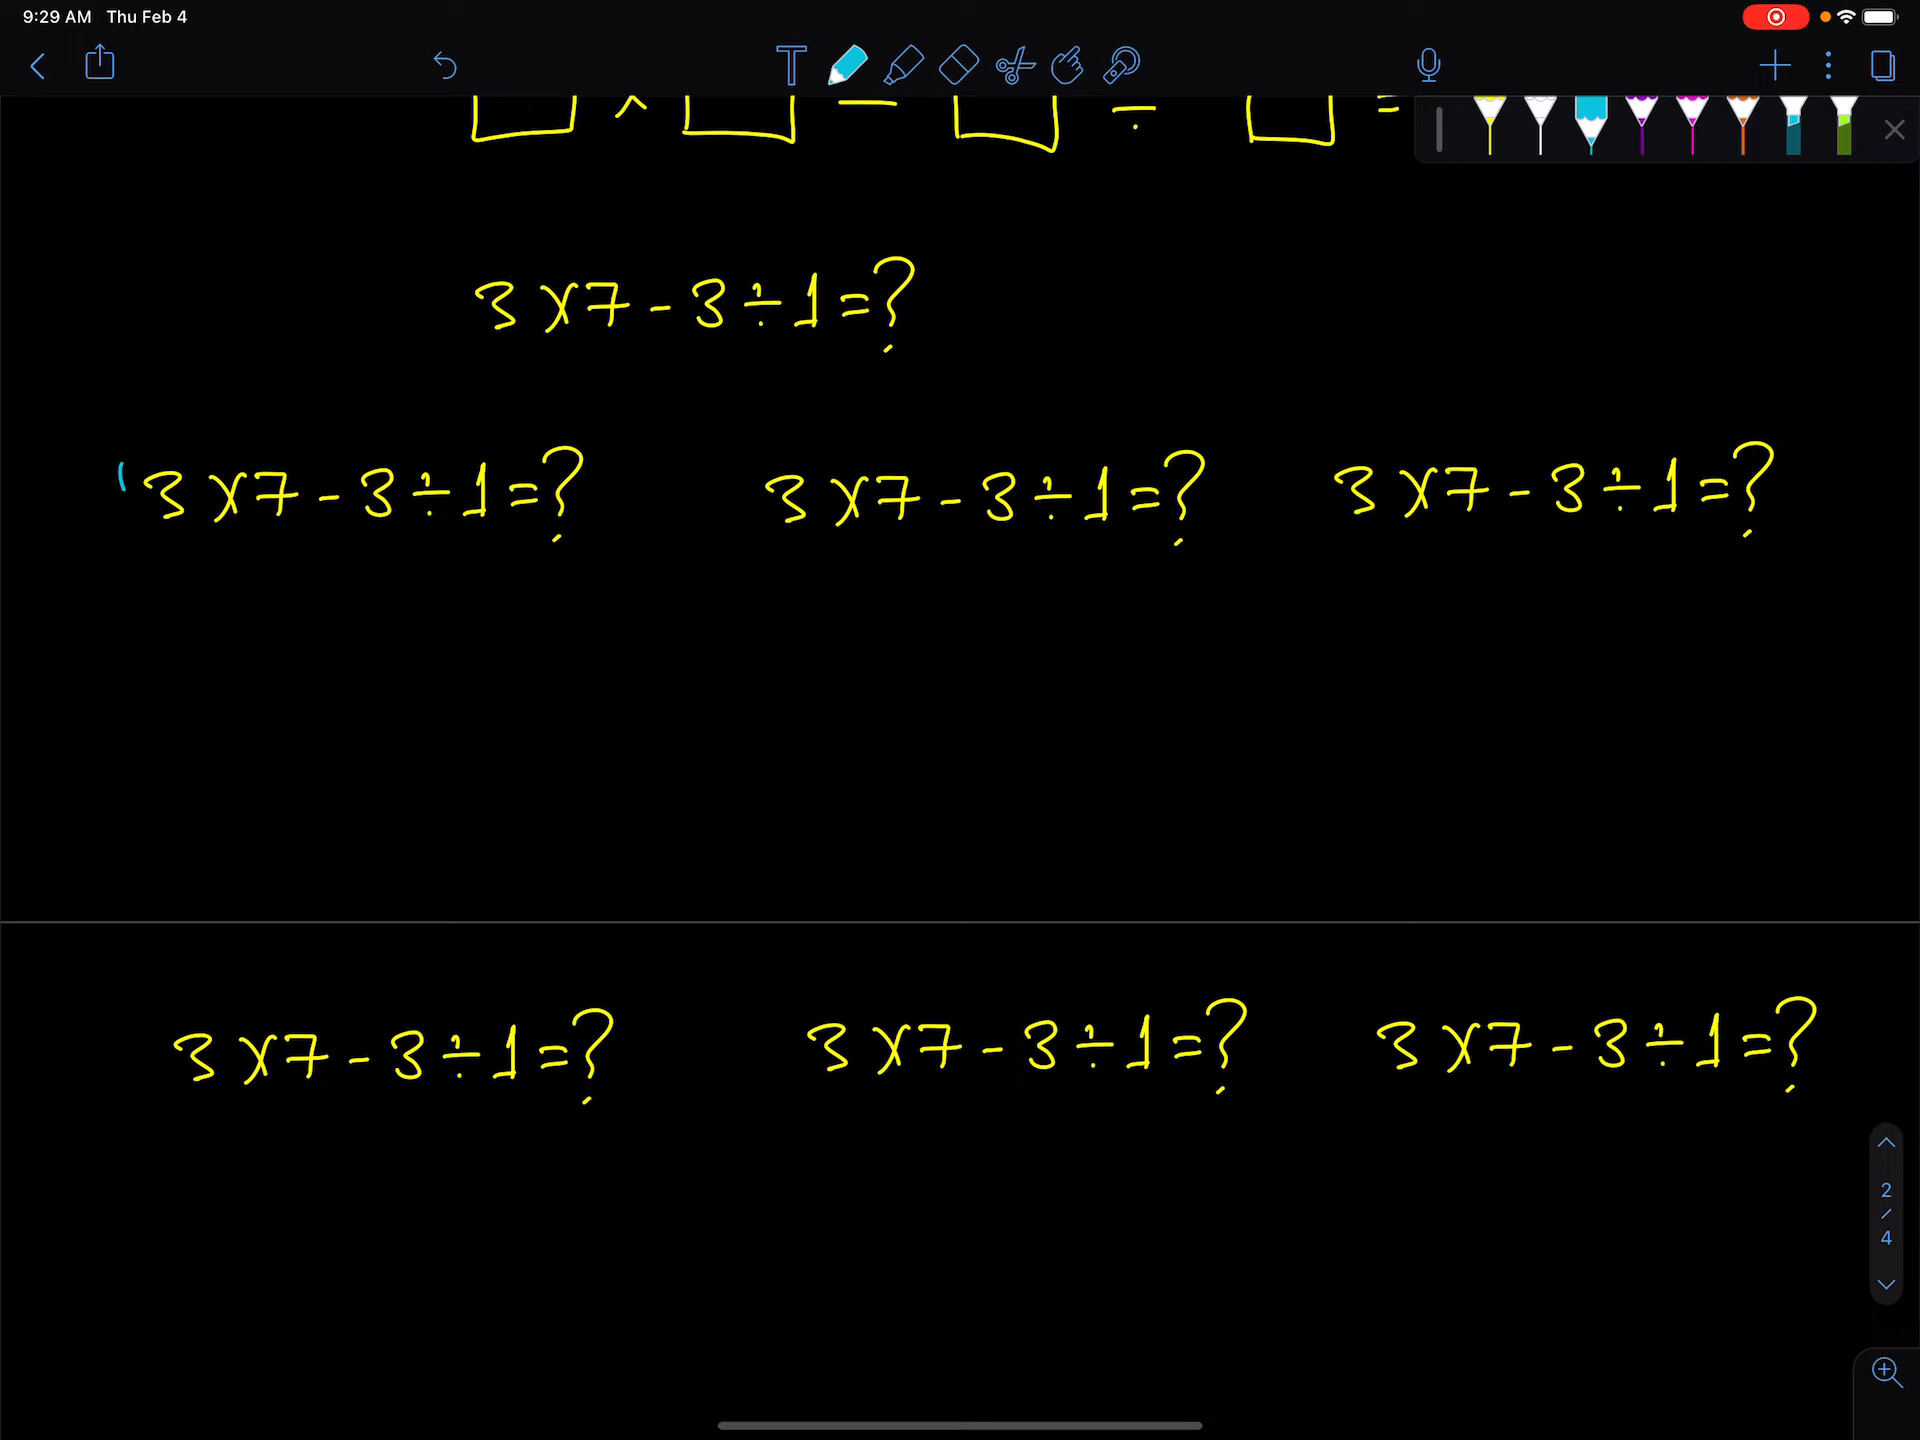 9:29 AM Thu Feb 4
× − ÷ =
3 × 7 - 3 ÷ 1 = ?
( 3 × 7 - 3 ÷ 1 = ? 3 × 7 - 3 ÷ 1 = ? 3 × 7 - 3 ÷ 1 = ?
3 × 7 - 3 ÷ 1 = ? 3 × 7 - 3 ÷ 1 = ? 3 × 7 - 3 ÷ 1 = ?
2
/
4